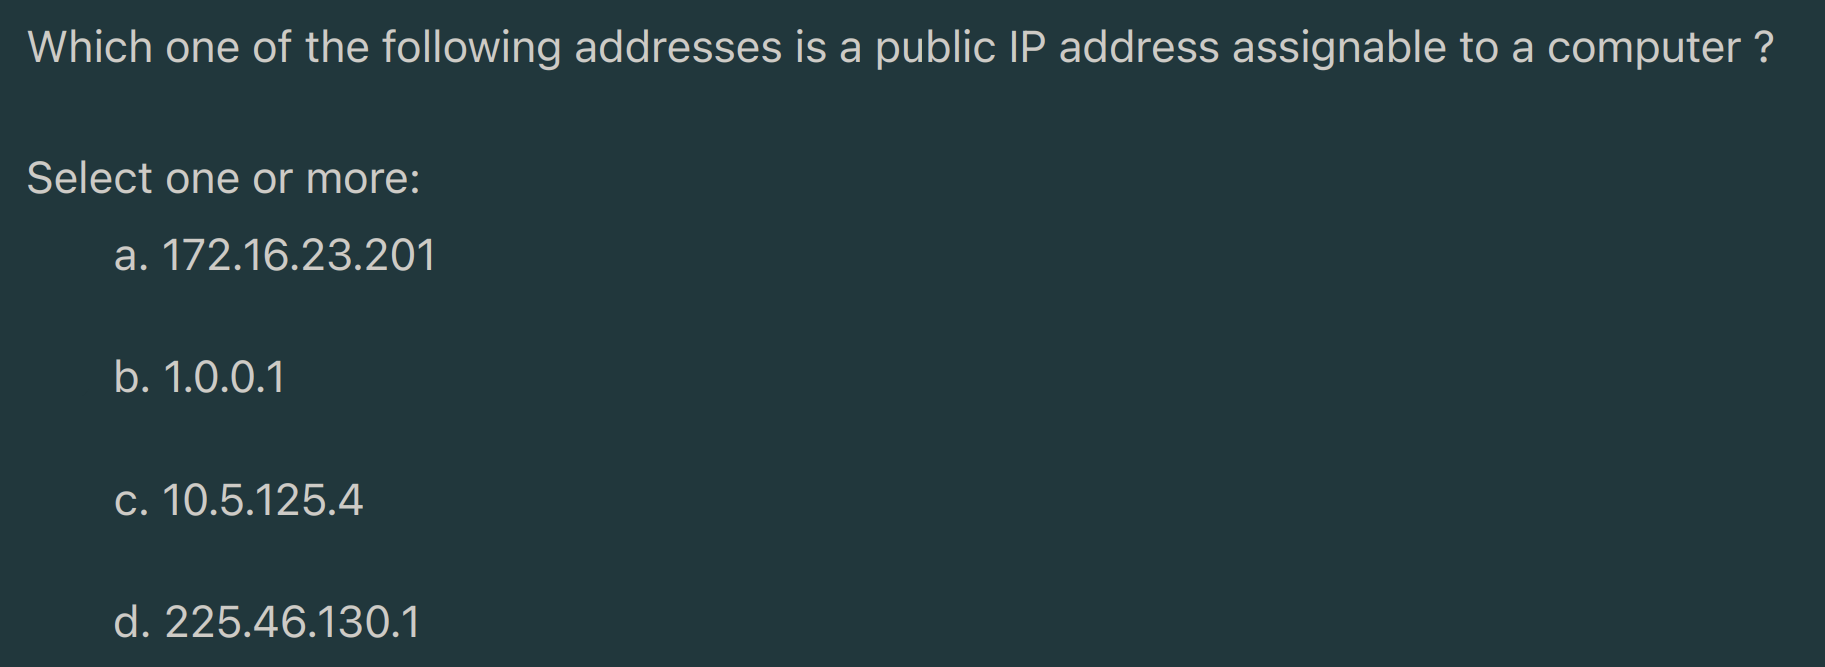 Which one of the following addresses is a public IP address assignable to a computer ?
Select one or more:
a. 172.16.23.201
b. 1.0.0.1
c. 10.5.125.4
d. 225.46.130.1